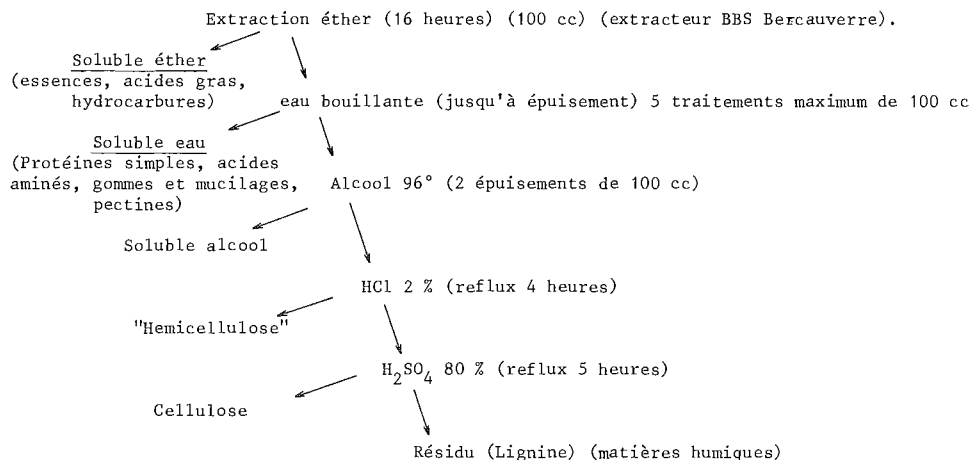 Extraction éther (16 heures) (100 cc) (extracteur BBS Bercauverre).
Soluble éther
(essences, acides gras,
hydrocarbures)
eau bouillante (jusqu'à épuisement) 5 traitements maximum de 100 cc
Soluble eau
(Protéines simples, acides
aminés, gommes et mucilages,
pectines)
Alcool 96° (2 épuisements de 100 cc)
Soluble alcool
HCl 2 % (reflux 4 heures)
"Hemicellulose"
H2SO4 80 % (reflux 5 heures)
Cellulose
Résidu (Lignine) (matières humiques)